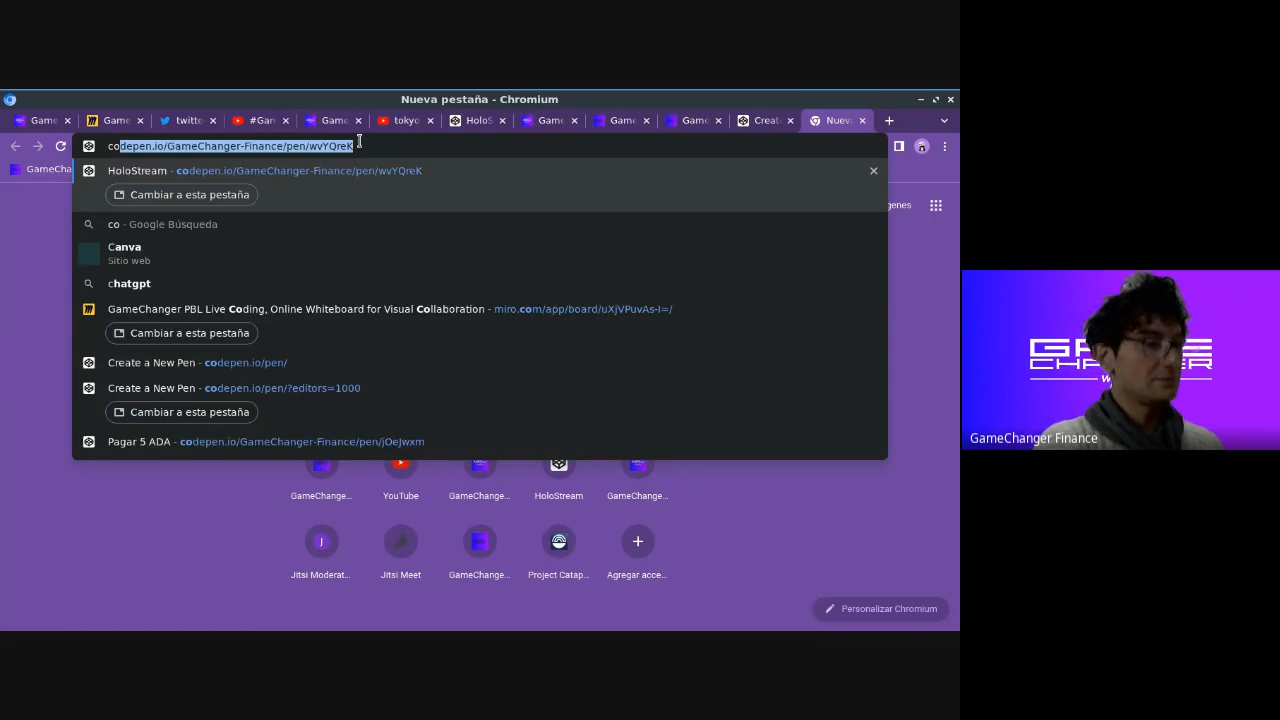 Nueva pestaña - Chromium
Game
Game
twitte
#Gan
Game
tokyo
HoloS
Game
Game
Game
Create
Nueva
codepen.io/GameChanger-Finance/pen/wvYQreK
GameCha
HoloStream - codepen.io/GameChanger-Finance/pen/wvYQreK
Cambiar a esta pestaña
genes
co - Google Búsqueda
Canva
Sitio web
chatgpt
GameChanger PBL Live Coding, Online Whiteboard for Visual Collaboration - miro.com/app/board/uXjVPuvAs-I=/
Cambiar a esta pestaña
Create a New Pen - codepen.io/pen/
Create a New Pen - codepen.io/pen/?editors=1000
Cambiar a esta pestaña
Pagar 5 ADA - codepen.io/GameChanger-Finance/pen/jOeJwxm
GameChange...
YouTube
GameChange...
HoloStream
GameChange...
J
Jitsi Moderat...
Jitsi Meet
GameChange...
Project Catap...
Agregar acce...
Personalizar Chromium
GameChanger Finance